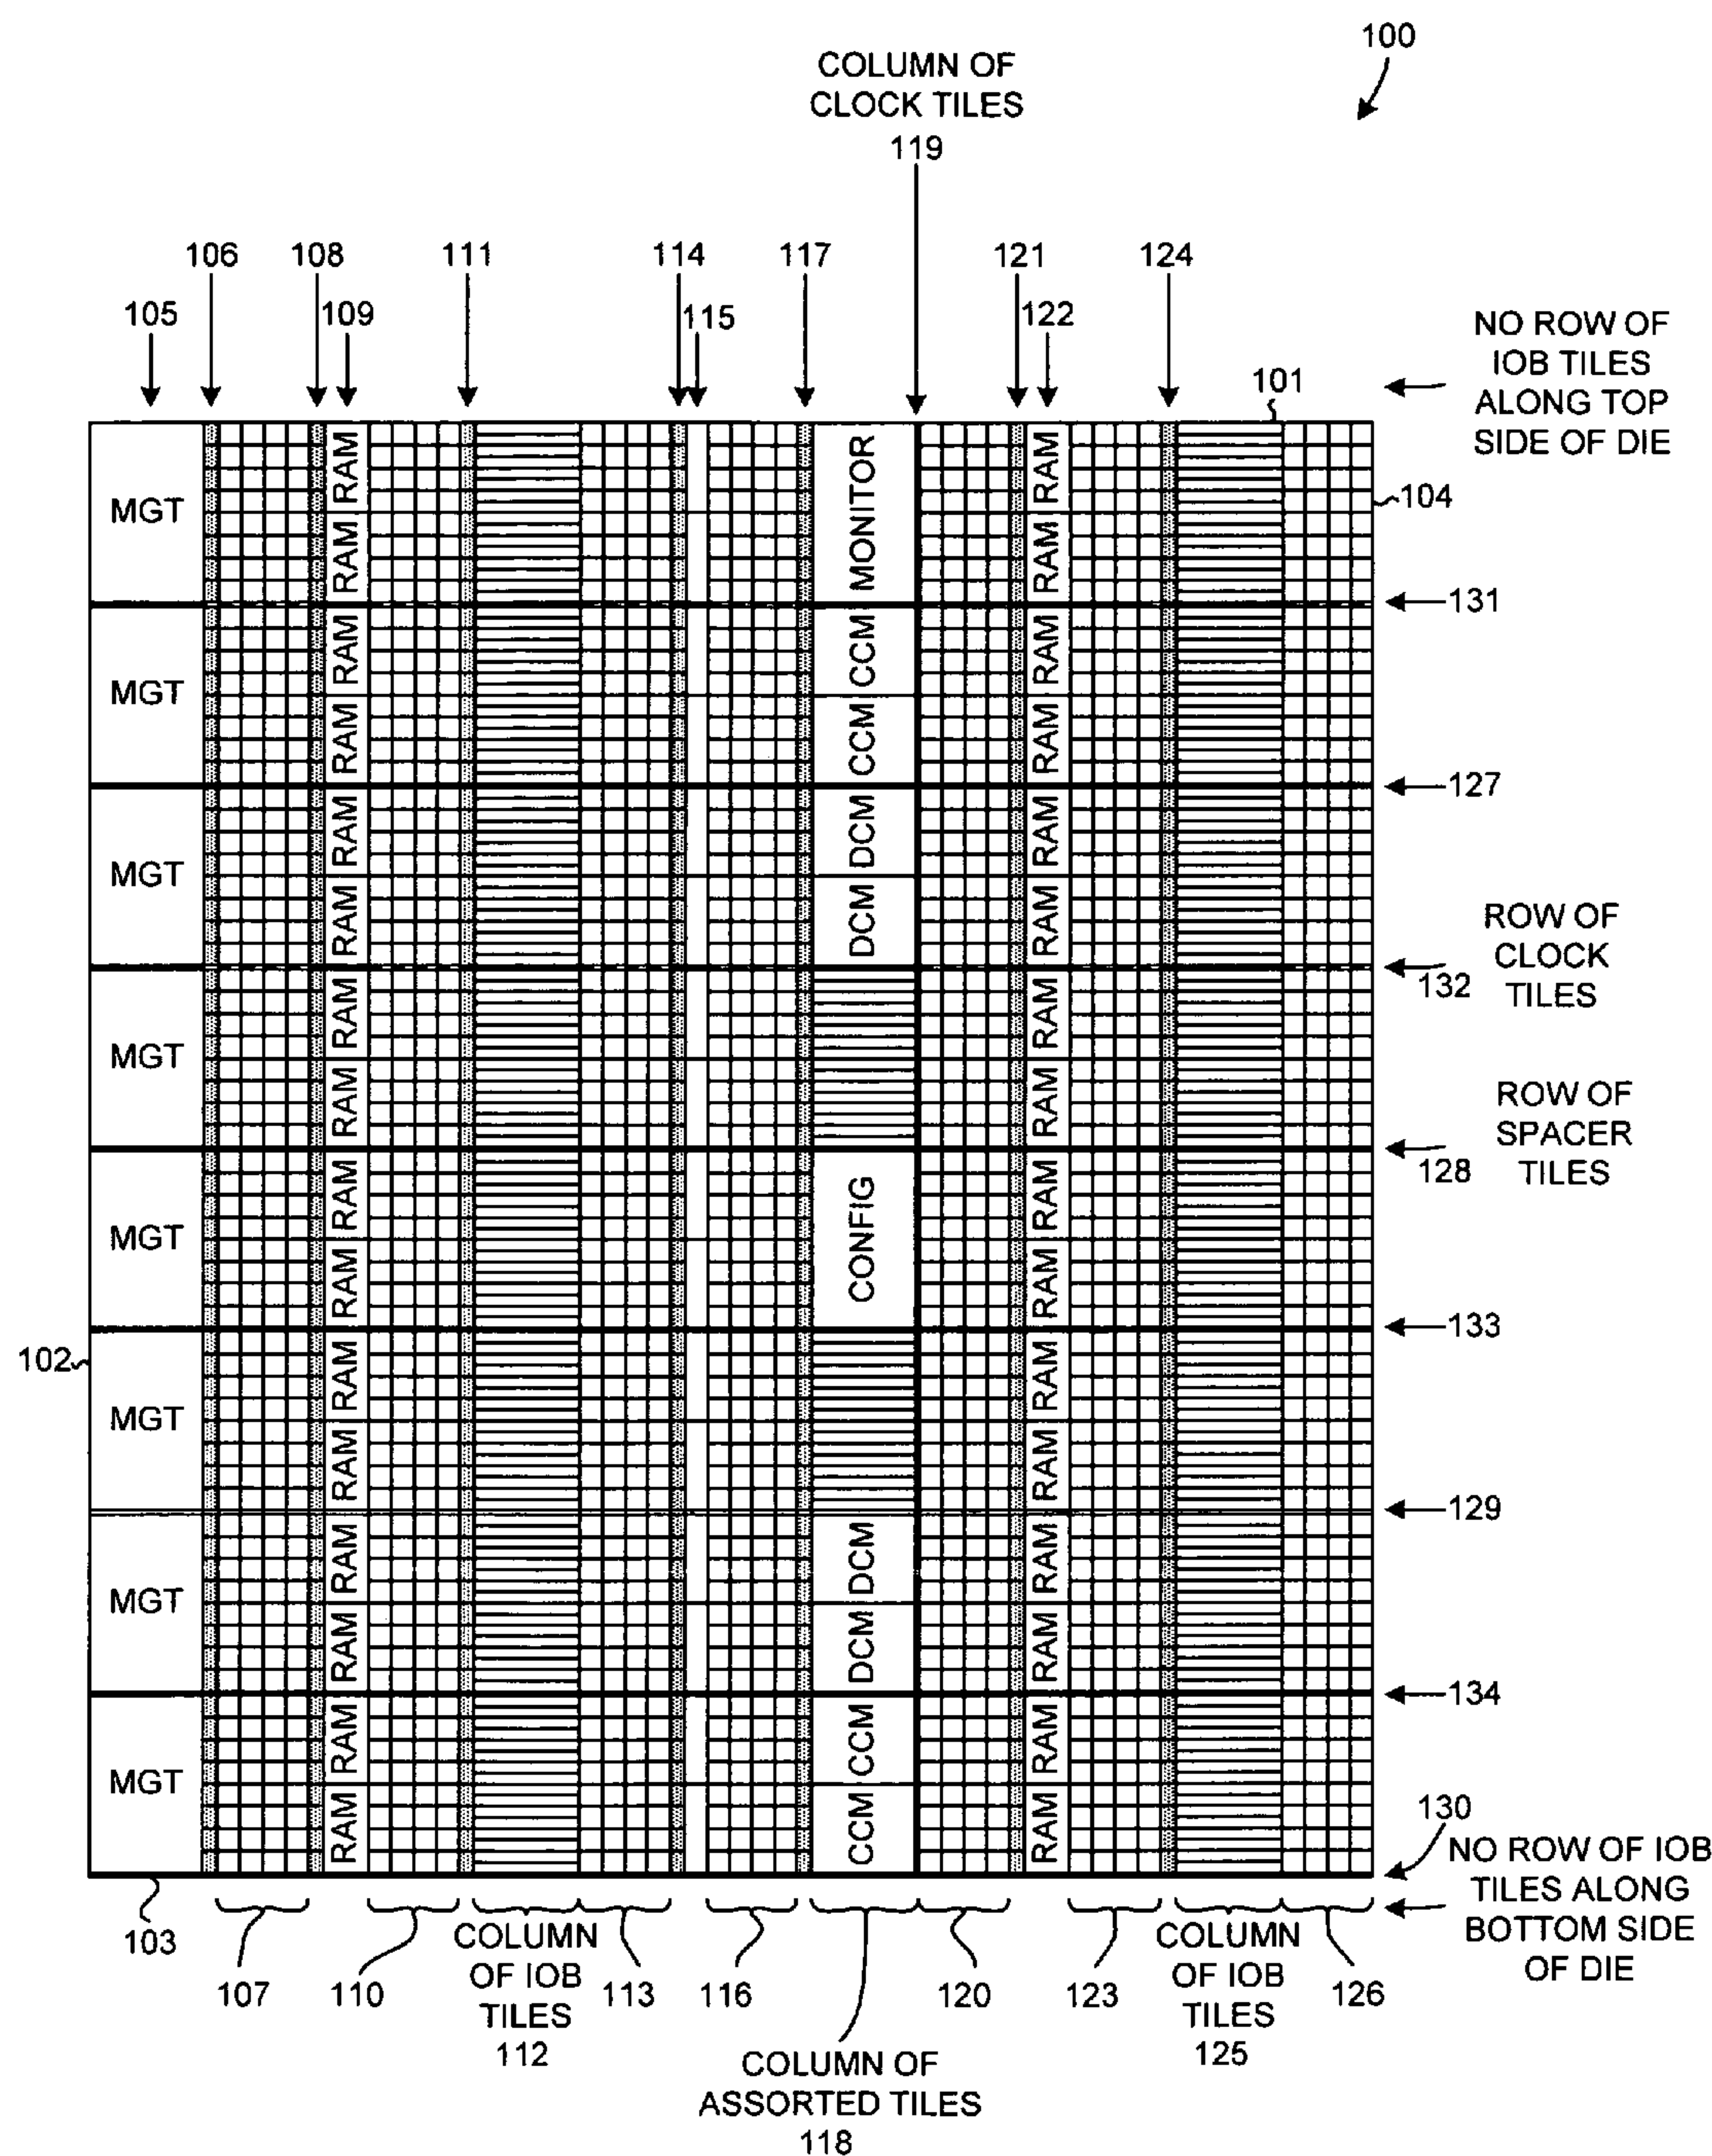 100
COLUMN OF
CLOCK TILES
119
106
108
111
114
117
121
124
105
109
115
122
NO ROW OF
IOB TILES
ALONG TOP
SIDE OF DIE
101
104
MGT
RAM
RAM
MONITOR
RAM
RAM
131
MGT
RAM
RAM
CCM
CCM
RAM
RAM
127
MGT
RAM
RAM
DCM
DCM
RAM
RAM
ROW OF
CLOCK
132
TILES
MGT
RAM
RAM
RAM
RAM
ROW OF
SPACER
128
TILES
MGT
RAM
RAM
CONFIG
RAM
RAM
133
102
MGT
RAM
RAM
RAM
RAM
129
MGT
RAM
RAM
DCM
DCM
RAM
RAM
134
MGT
RAM
RAM
CCM
CCM
RAM
RAM
130
NO ROW OF IOB
TILES ALONG
BOTTOM SIDE
OF DIE
103
107
110
COLUMN
OF IOB
TILES
112
113
116
120
123
COLUMN
OF IOB
TILES
125
126
COLUMN OF
ASSORTED TILES
118